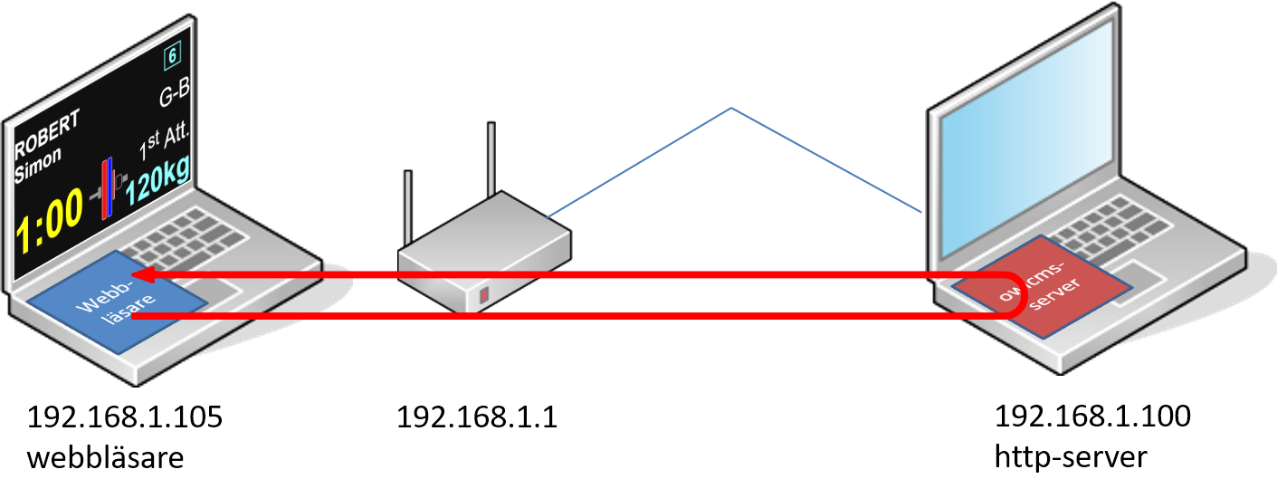 6
G-B
ROBERT
Simon
1st Att.
1:00
120kg
Webb-
läsare
owlcms-
server
192.168.1.105
webbläsare
192.168.1.1
192.168.1.100
http-server